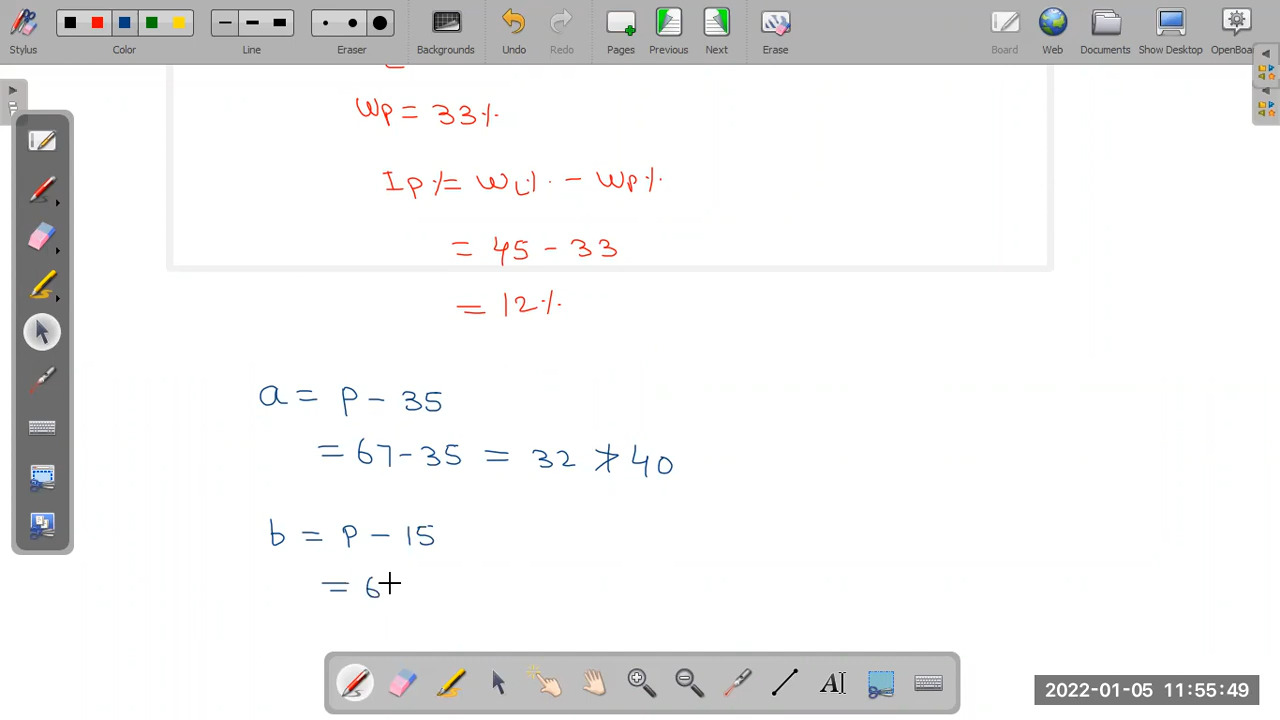 Stylus
Color
Line
Eraser
Backgrounds
Undo
Redo
Pages
Previous
Next
Erase
Board
Web
Documents
Show Desktop
OpenBoard
wp = 33%
Ip% = wL% - wp%
= 45 - 33
= 12%
a = p - 35
= 67 - 35 = 32 ≯ 40
b = p - 15
= 6
2022-01-05 11:55:49